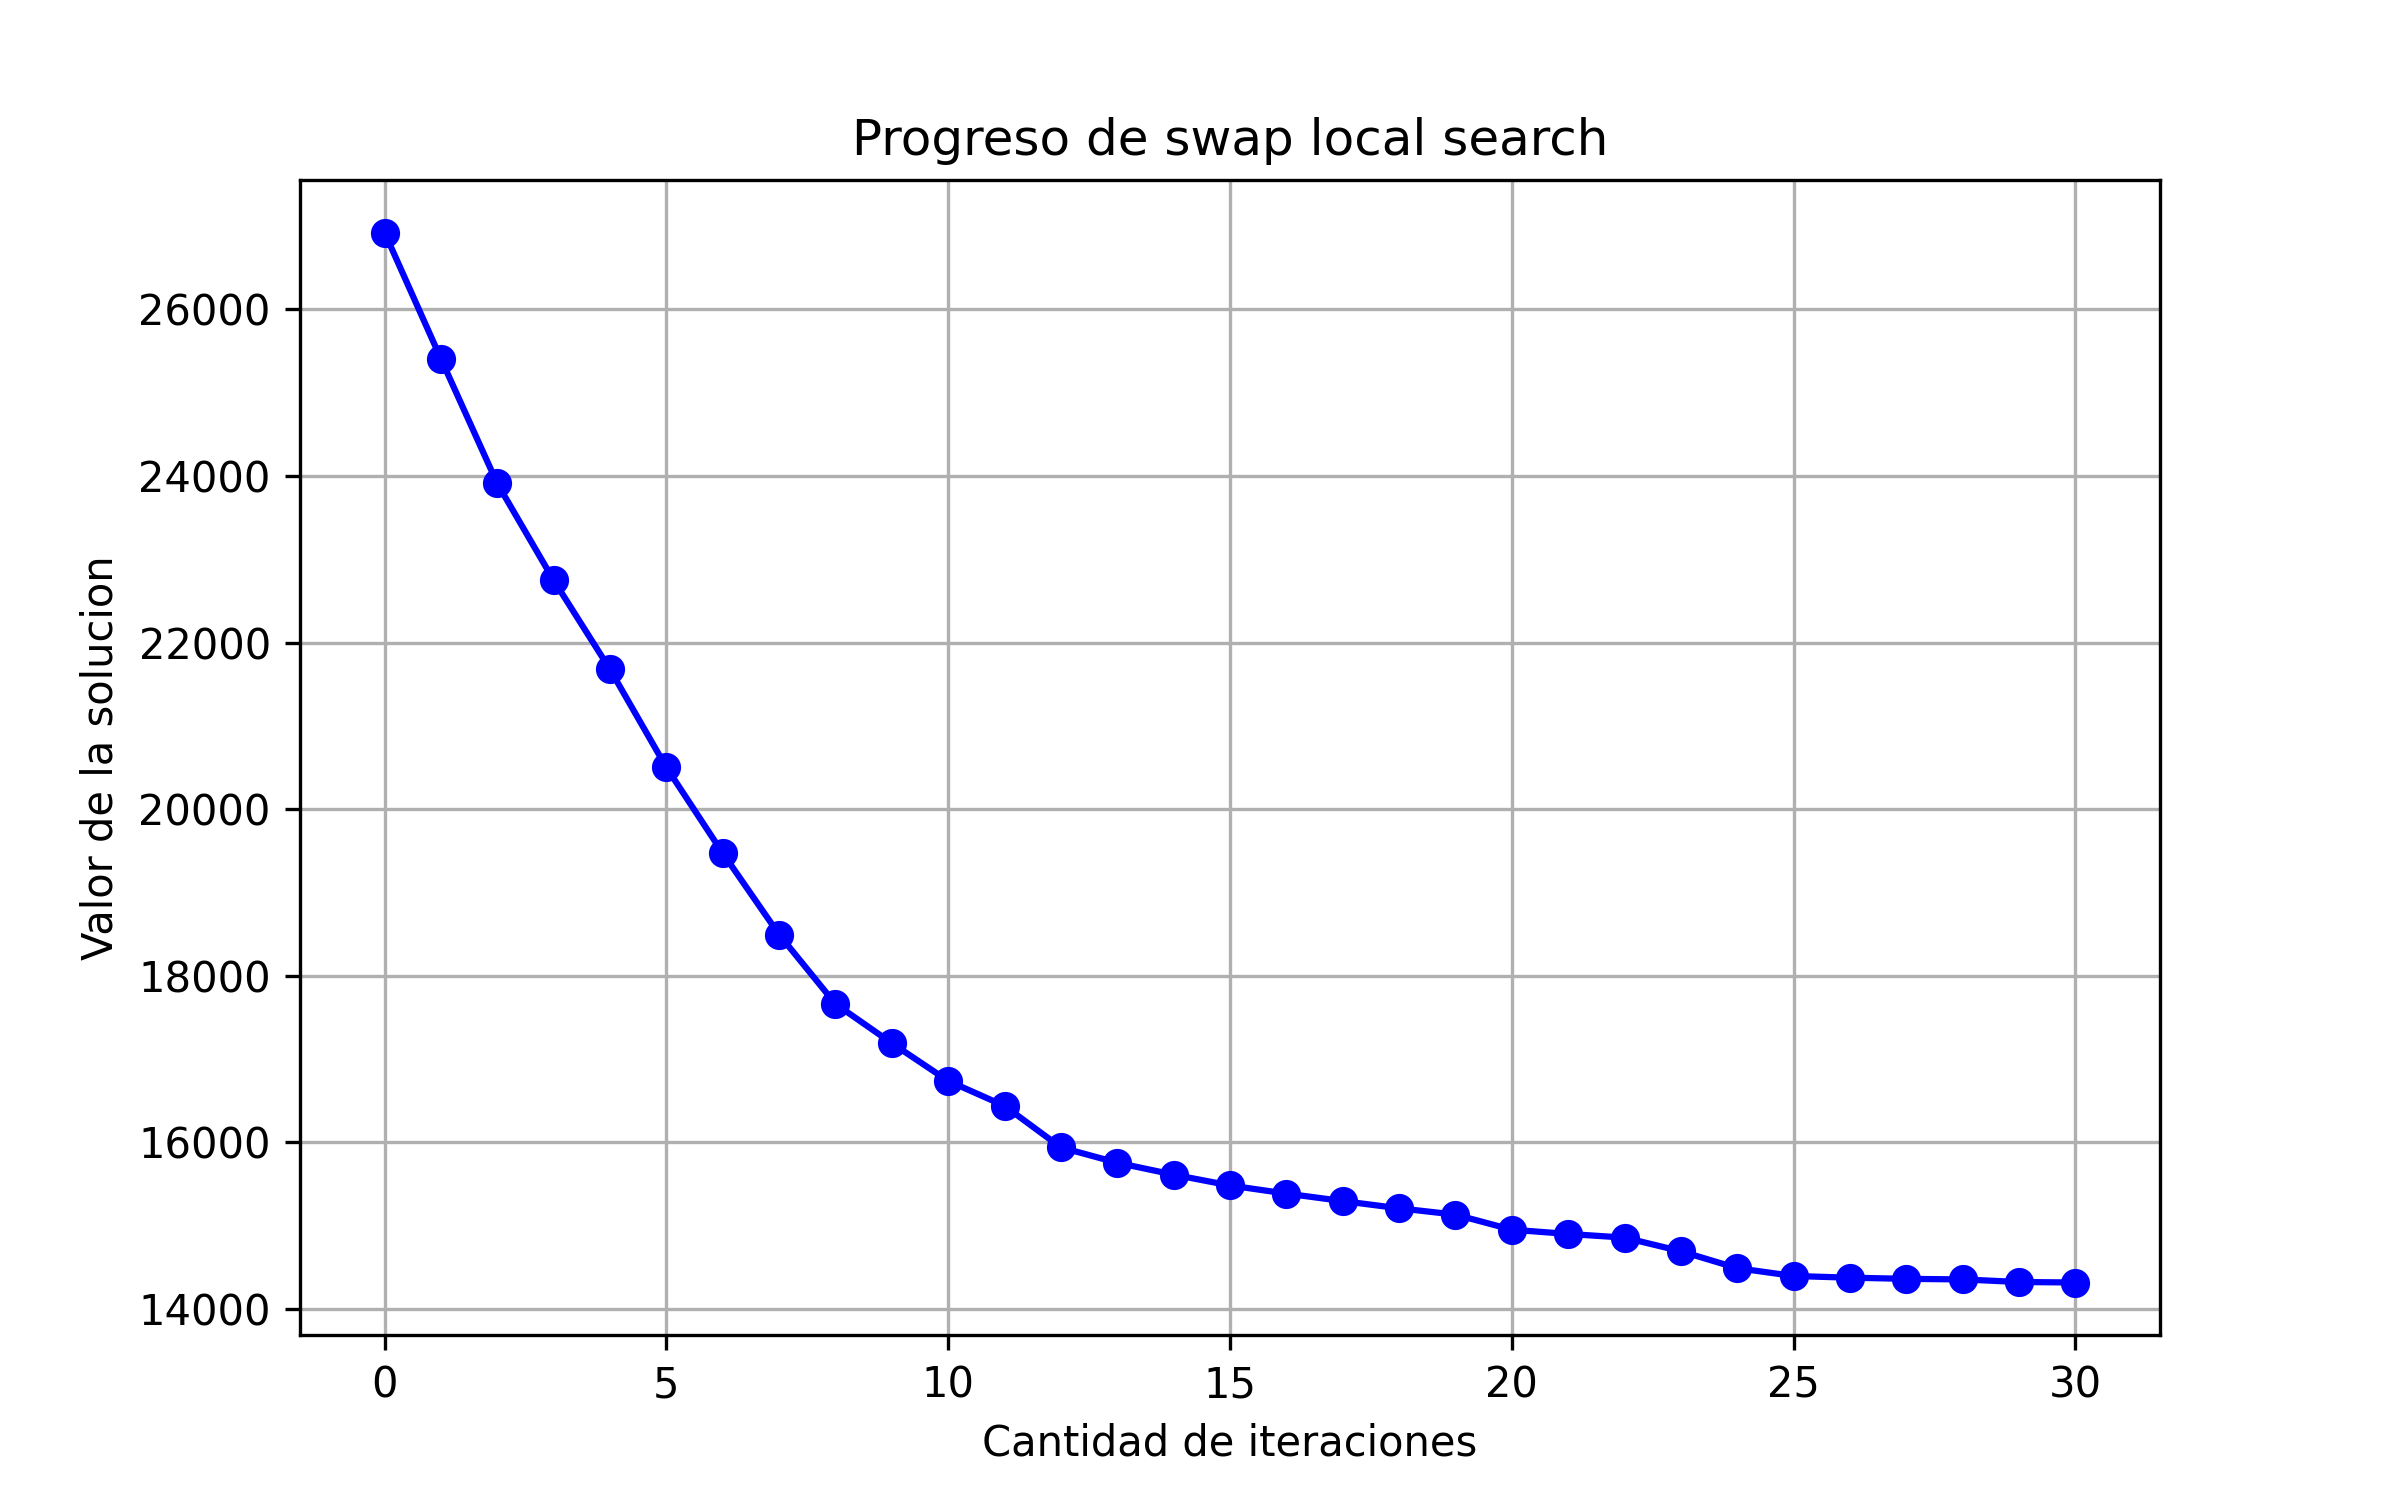 Progreso de swap local search
Valor de la solucion
26000
24000
22000
20000
18000
16000
14000
0 5 10 15 20 25 30
Cantidad de iteraciones